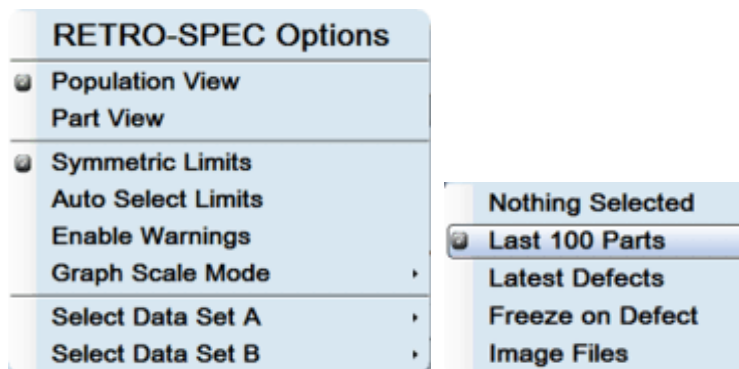 RETRO-SPEC Options
Population View
Part View
Symmetric Limits
Auto Select Limits
Enable Warnings
Graph Scale Mode
Select Data Set A
Select Data Set B
Nothing Selected
Last 100 Parts
Latest Defects
Freeze on Defect
Image Files